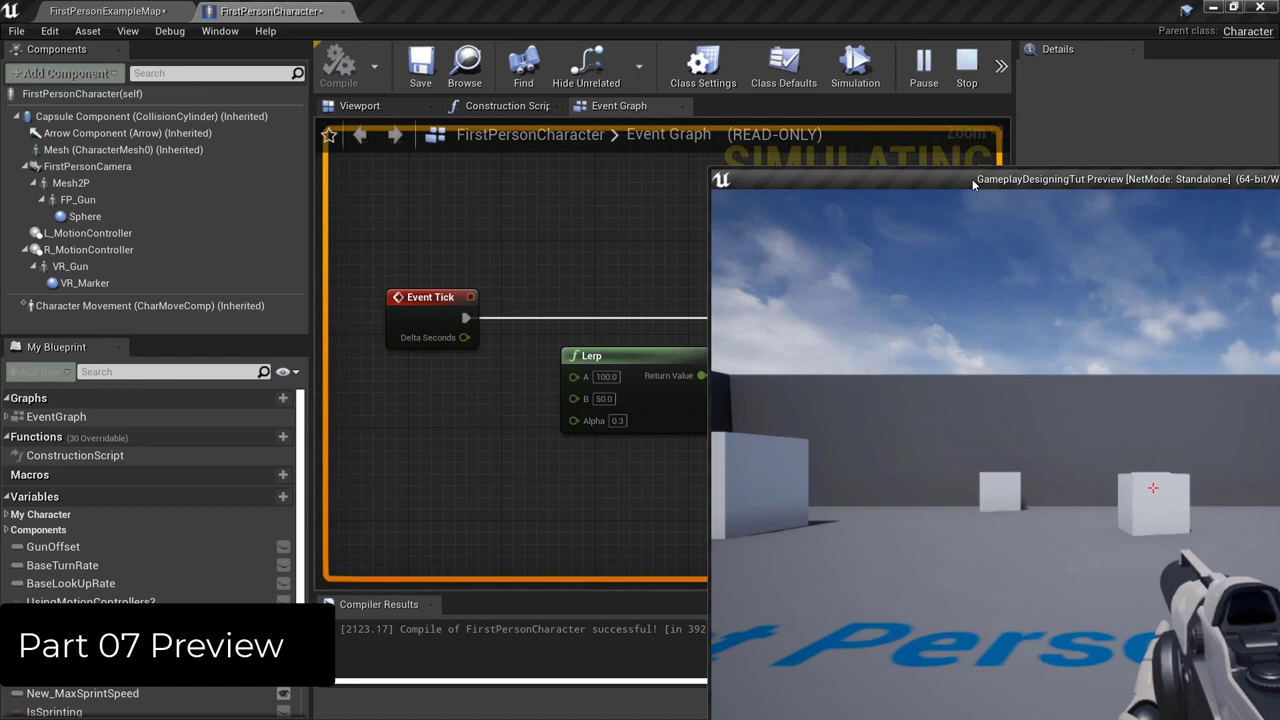 FirstPersonExampleMap•
FirstPersonCharacter•
File Edit Asset View Debug Window Help
Parent class: Character
Components
+ Add Component
Search
FirstPersonCharacter(self)
Capsule Component (CollisionCylinder) (Inherited)
Arrow Component (Arrow) (Inherited)
Mesh (CharacterMesh0) (Inherited)
FirstPersonCamera
Mesh2P
FP_Gun
Sphere
L_MotionController
R_MotionController
VR_Gun
VR_Marker
Character Movement (CharMoveComp) (Inherited)
Compile
Save
Browse
Find
Hide Unrelated
Class Settings
Class Defaults
Simulation
Pause
Stop
Details
Viewport
Construction Scrip
Event Graph
FirstPersonCharacter > Event Graph (READ-ONLY)
Zoom
SIMULATING
GameplayDesigningTut Preview [NetMode: Standalone] (64-bit/W
Event Tick
Delta Seconds
Lerp
A 100.0
Return Value
B 50.0
Alpha 0.3
My Blueprint
+ Add New
Search
Graphs
EventGraph
Functions (30 Overridable)
ConstructionScript
Macros
Variables
My Character
Components
GunOffset
BaseTurnRate
BaseLookUpRate
UsingMotionControllers?
New_MaxSprintSpeed
IsSprinting
Compiler Results
[2123.17] Compile of FirstPersonCharacter successful! [in 392
Part 07 Preview